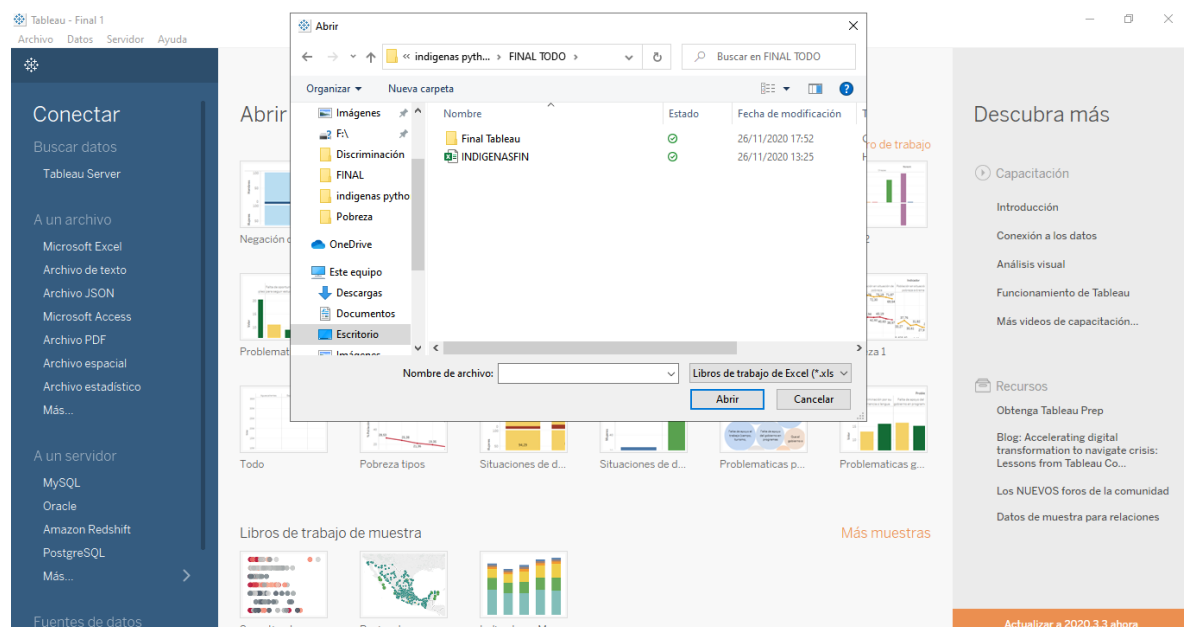 Tableau - Final 1
Archivo Datos Servidor Ayuda
Conectar
Buscar datos
Tableau Server
A un archivo
Microsoft Excel
Archivo de texto
Archivo JSON
Microsoft Access
Archivo PDF
Archivo espacial
Archivo estadístico
Más...
A un servidor
MySQL
Oracle
Amazon Redshift
PostgreSQL
Más...
Fuentes de datos
Abrir
Abrir
« indigenas pyth... › FINAL TODO ›
Buscar en FINAL TODO
Organizar
Nueva carpeta
Imágenes
F:\
Discriminación
FINAL
indigenas pytho
Pobreza
OneDrive
Este equipo
Descargas
Documentos
Escritorio
Imágenes
Nombre Estado Fecha de modificación
Final Tableau 26/11/2020 17:52
INDIGENASFIN 26/11/2020 13:25
Nombre de archivo:
Libros de trabajo de Excel (*.xls
Abrir
Cancelar
ro de trabajo
Negación
Problemat
za 1
Todo
Pobreza tipos
Situaciones de d...
Situaciones de d...
Problematicas p...
Problematicas g...
Libros de trabajo de muestra
Más muestras
Descubra más
Capacitación
Introducción
Conexión a los datos
Análisis visual
Funcionamiento de Tableau
Más videos de capacitación...
Recursos
Obtenga Tableau Prep
Blog: Accelerating digital
transformation to navigate crisis:
Lessons from Tableau Co...
Los NUEVOS foros de la comunidad
Datos de muestra para relaciones
Actualizar a 2020.3.3 ahora